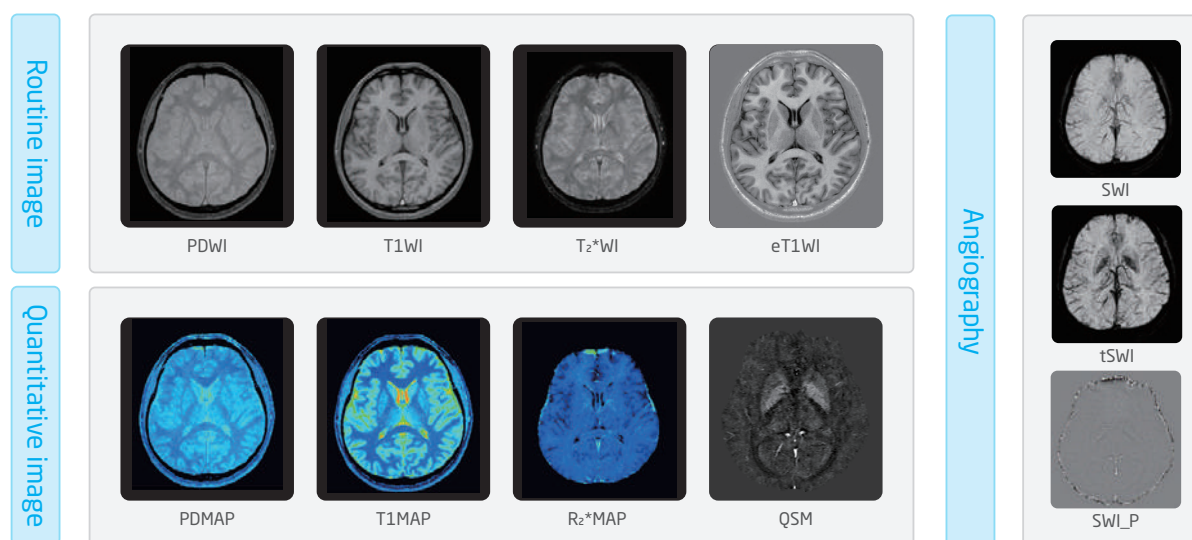 Routine image
PDWI
T1WI
T₂*WI
eT1WI
Quantitative image
PDMAP
T1MAP
R₂*MAP
QSM
Angiography
SWI
tSWI
SWI_P